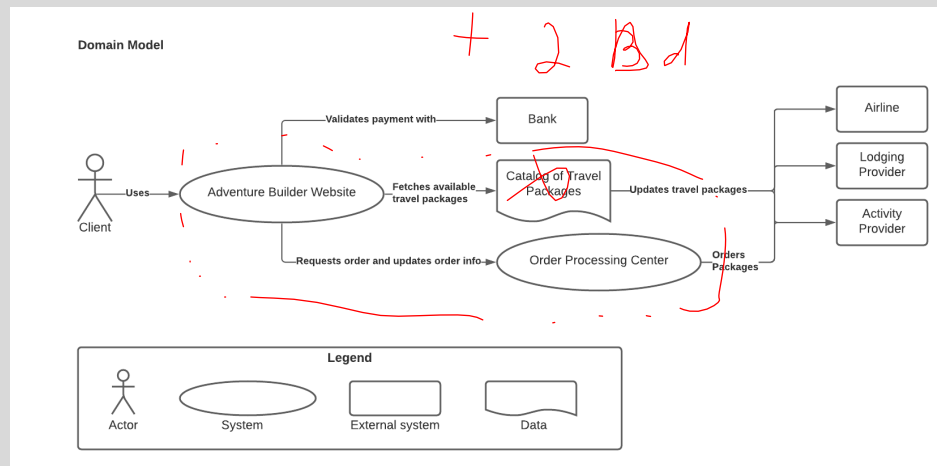 Domain Model
+ 2 Bd
Validates payment with
Bank
Airline
Lodging
Provider
Uses
Adventure Builder Website
Fetches available
travel packages
Catalog of Travel
Packages
Updates travel packages
Activity
Provider
Client
Requests order and updates order info
Order Processing Center
Orders
Packages
Legend
Actor
System
External system
Data